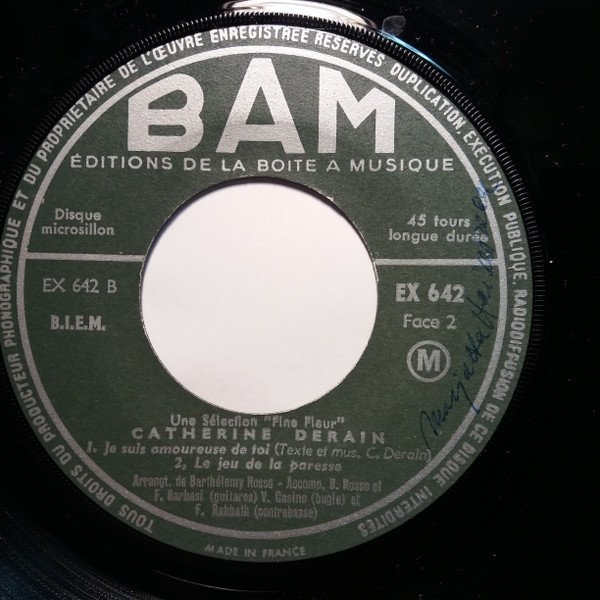 TOUS DROITS DU PRODUCTEUR PHONOGRAPHIQUE ET DU PROPRIETAIRE DE L'ŒUVRE ENREGISTRÉE RÉSERVÉS DUPLICATION, EXÉCUTION PUBLIQUE, RADIODIFFUSION DE CE DISQUE INTERDITES
BAM
ÉDITIONS DE LA BOITE A MUSIQUE
Disque
microsillon
45 tours
longue durée
EX 642 B
B.I.E.M.
EX 642
Face 2
M
Une Sélection "Fine Fleur"
CATHERINE DERAIN
1. Je suis amoureuse de toi (Texte et mus. C. Derain)
2. Le jeu de la paresse
Arrangt. de Barthélemy Rosso - Accomp. B. Rosso et
F. Garbasi (guitares) V. Casino (bugle) et
F. Rabbath (contrebasse)
MADE IN FRANCE